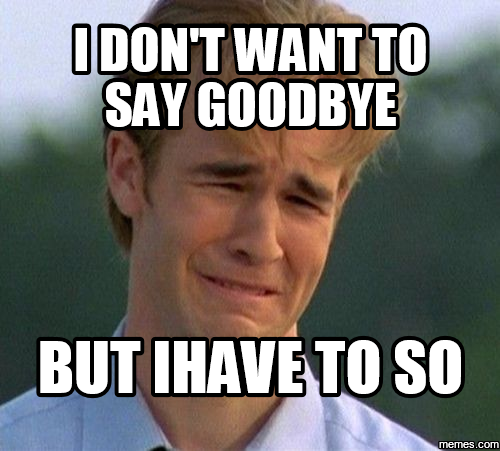 I DON'T WANT TO
SAY GOODBYE
BUT IHAVE TO SO
memes.com